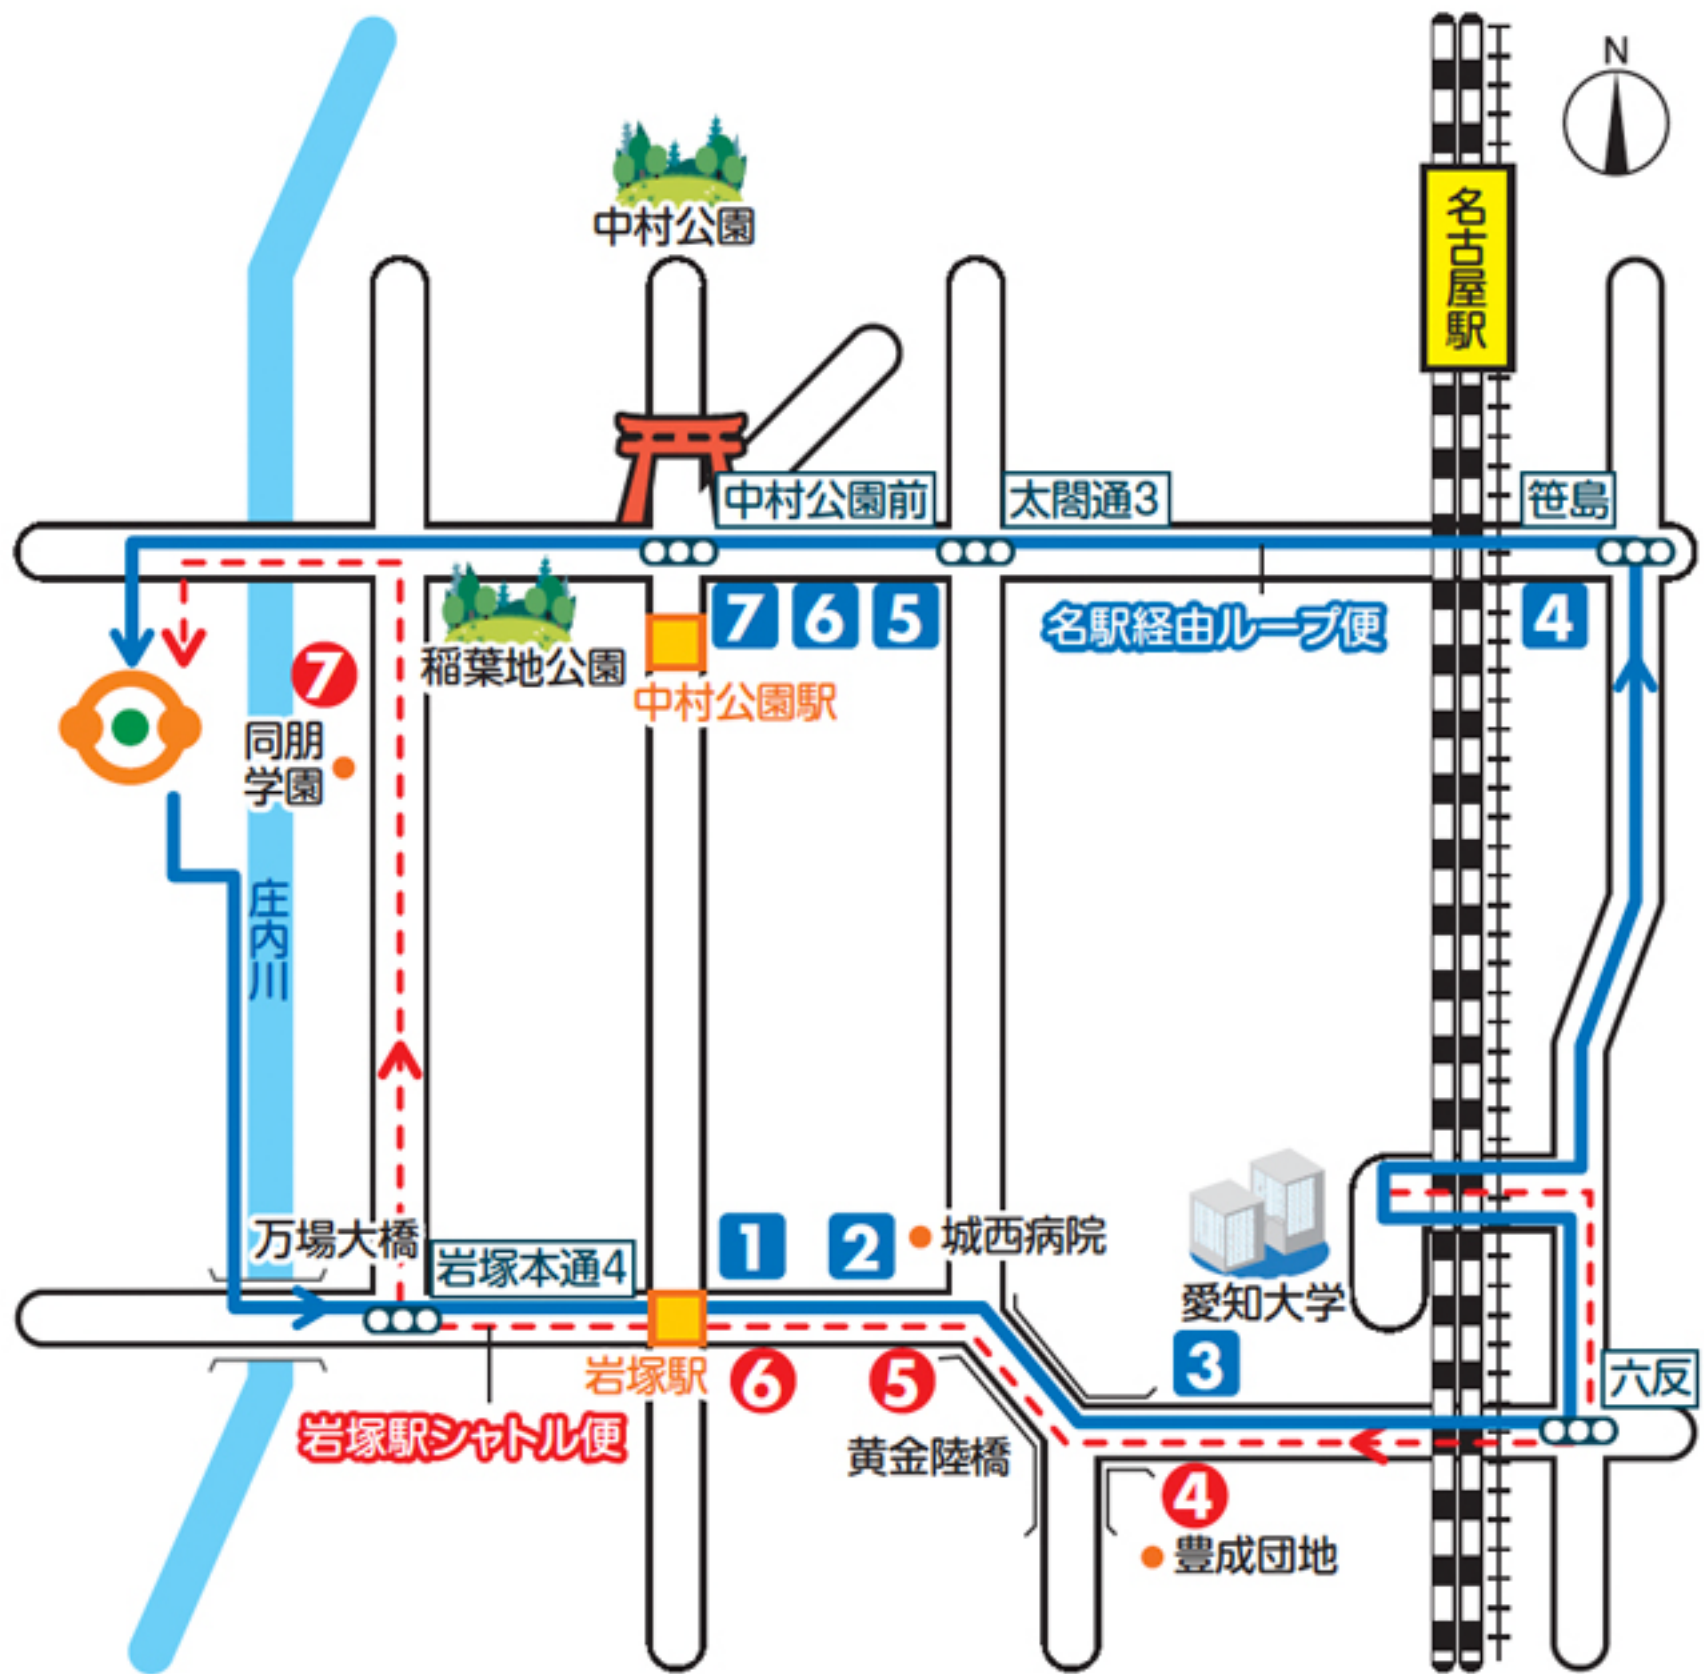 N
中村公園
名古屋駅
中村公園前
太閤通3
笹島
7
6
5
4
名駅経由ループ便
7
稲葉地公園
中村公園駅
同朋
学園
庄内川
万場大橋
岩塚本通4
1
2
城西病院
愛知大学
3
六反
岩塚駅
6
5
岩塚駅シャトル便
黄金陸橋
4
豊成団地